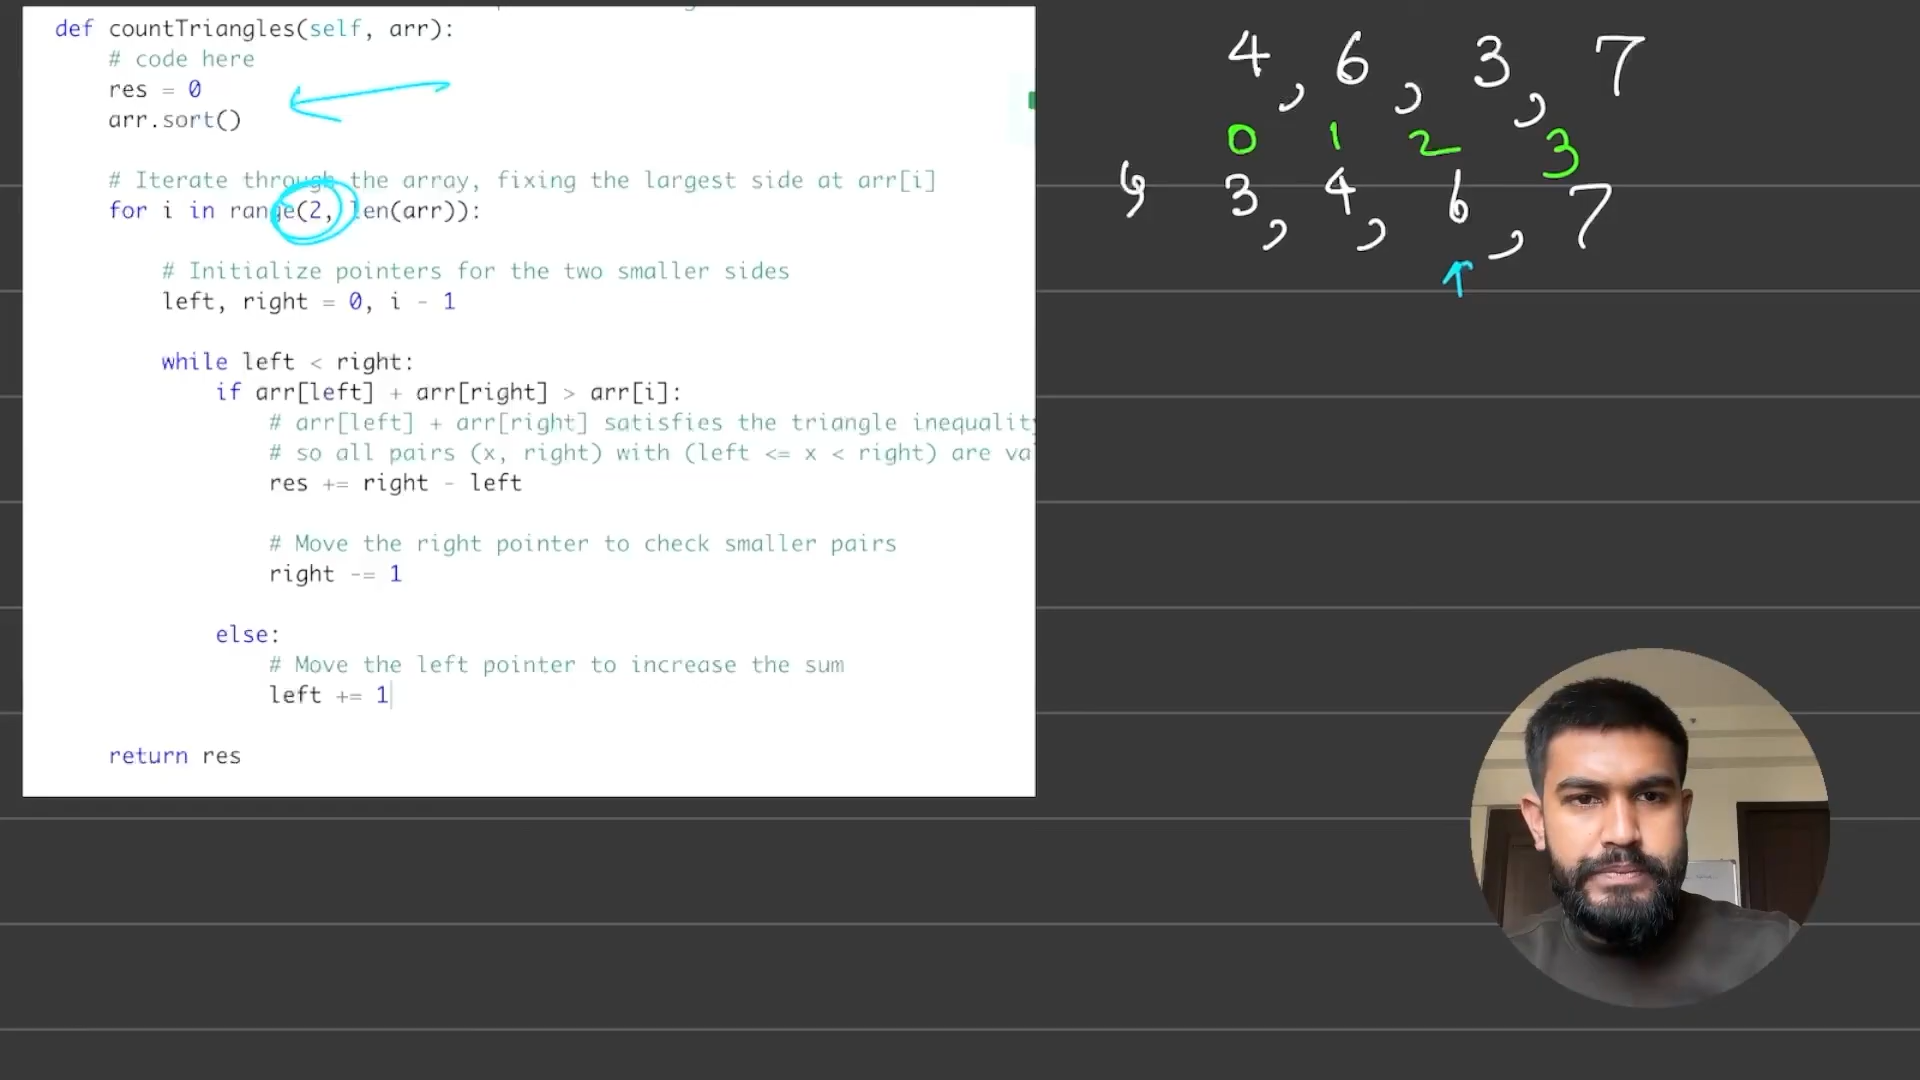 def countTriangles(self, arr):
# code here
res = 0
arr.sort()
# Iterate through the array, fixing the largest side at arr[i]
for i in range(2, len(arr)):
# Initialize pointers for the two smaller sides
left, right = 0, i - 1
while left < right:
if arr[left] + arr[right] > arr[i]:
# arr[left] + arr[right] satisfies the triangle inequality
# so all pairs (x, right) with (left <= x < right) are va
res += right - left
# Move the right pointer to check smaller pairs
right -= 1
else:
# Move the left pointer to increase the sum
left += 1
return res
4, 6, 3, 7
0 1 2 3
↳ 3, 4, 6, 7
↑